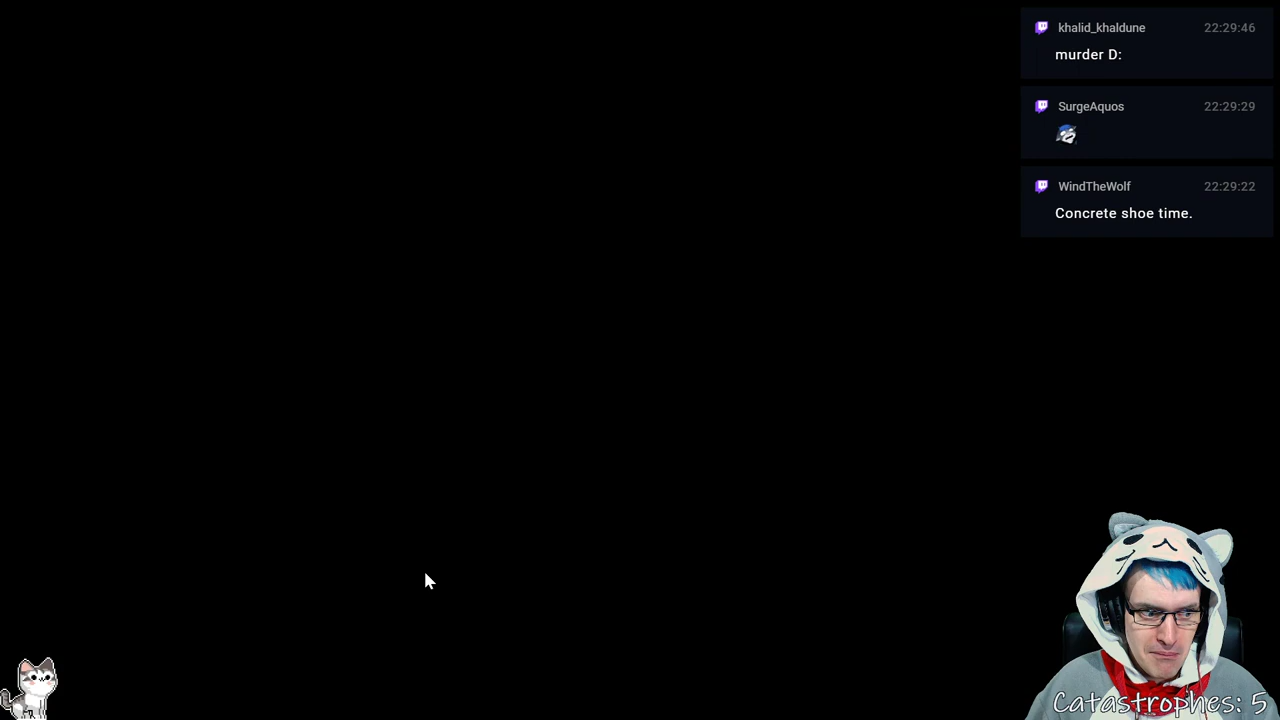 khalid_khaldune 22:29:46
murder D:
SurgeAquos 22:29:29
WindTheWolf 22:29:22
Concrete shoe time.
Catastrophes: 5